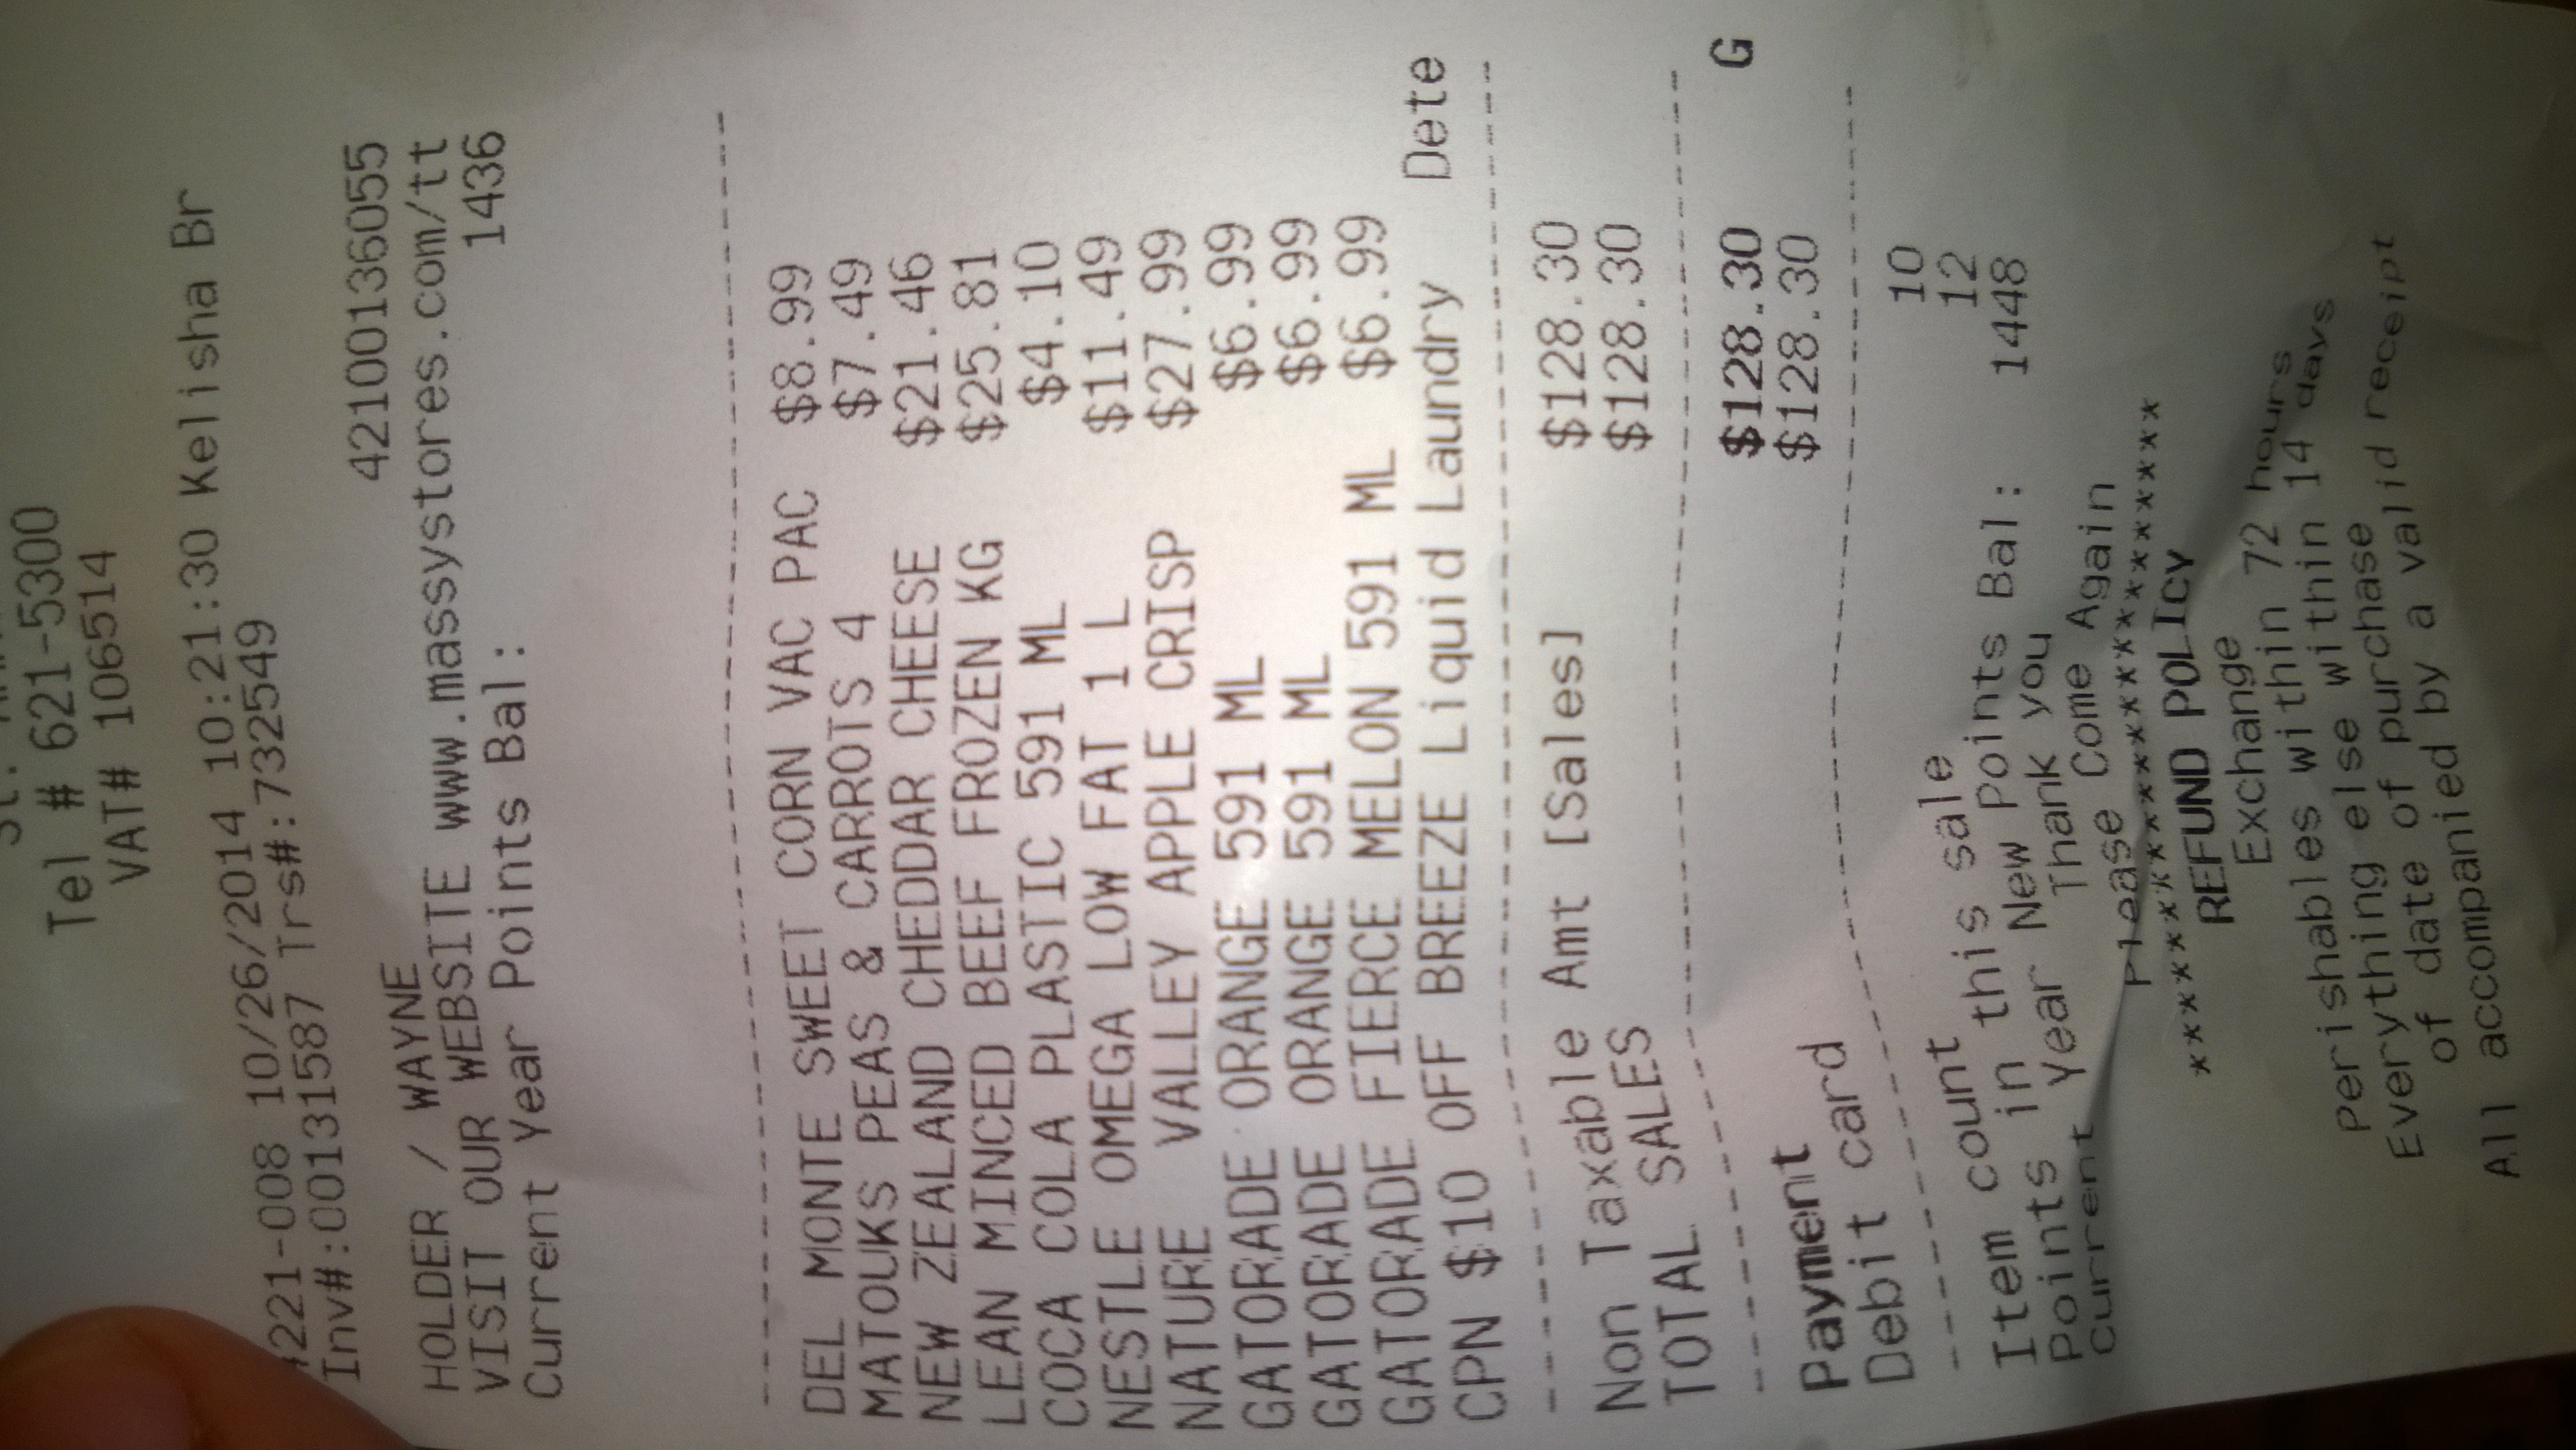 Tel # 621-5300
VAT# 106514
221-008 10/26/2014 10:21:30 Kelisha Br
Inv#:00131587 Trs#:732549
HOLDER / WAYNE 42100136055
VISIT OUR WEBSITE www.massystores.com/tt
Current Year Points Bal: 1436
DEL MONTE SWEET CORN VAC PAC $8.99
MATOUKS PEAS & CARROTS 4 $7.49
NEW ZEALAND CHEDDAR CHEESE $21.46
LEAN MINCED BEEF FROZEN KG $25.81
COCA COLA PLASTIC 591 ML $4.10
NESTLE OMEGA LOW FAT 1 L $11.49
NATURE VALLEY APPLE CRISP $27.99
GATORADE ORANGE 591 ML $6.99
GATORADE ORANGE 591 ML $6.99
GATORADE FIERCE MELON 591 ML $6.99
CPN $10 OFF BREEZE Liquid Laundry Dete
Non Taxable Amt [Sales] $128.30
TOTAL SALES $128.30
Payment $128.30 G
Debit card $128.30
Item count 10
Points in this sale 12
Current Year New Points Bal: 1448
Thank you
Please Come Again
REFUND POLICY
Exchange
Perishables within 72 hours
Everything else within 14 days
of date of purchase
All accompanied by a valid receipt